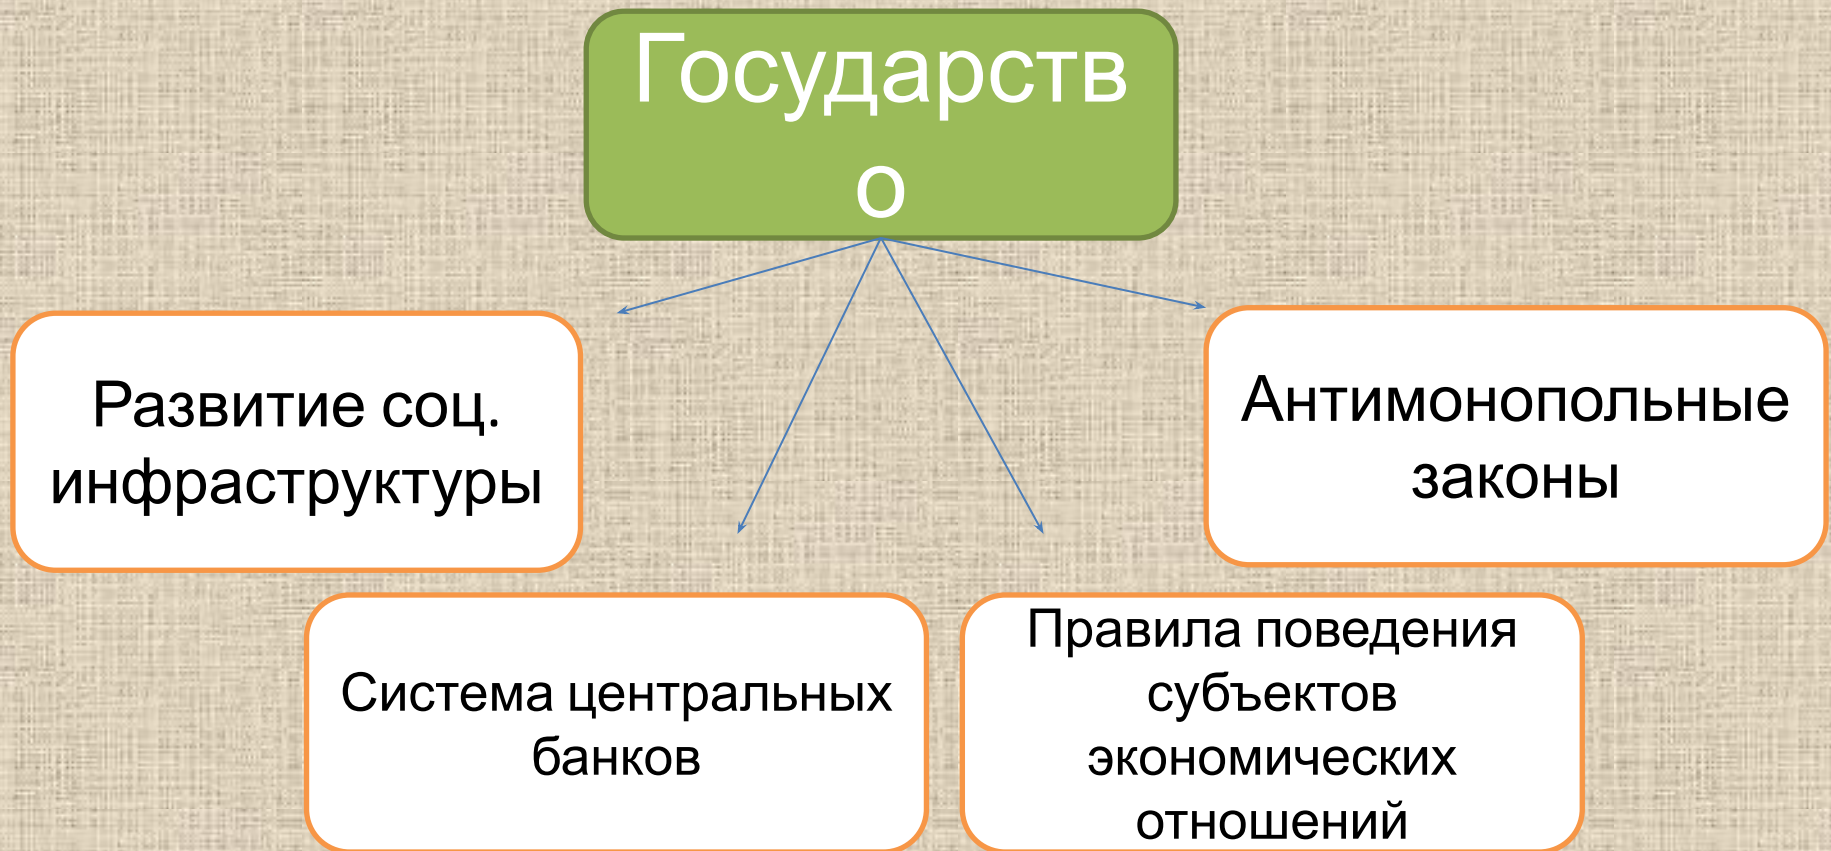 Государств
о
Развитие соц.
инфраструктуры
Антимонопольные
законы
Система центральных
банков
Правила поведения
субъектов
экономических
отношений